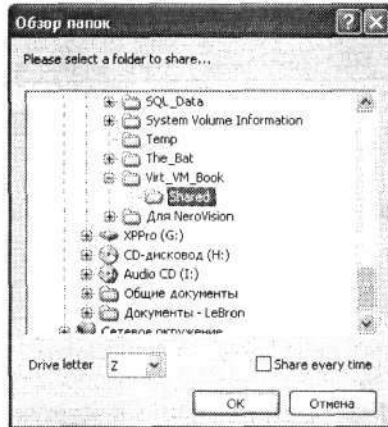 Обзор папок
Please select a folder to share...
SQL_Data
System Volume Information
Temp
The_Bat
Virt_VM_Book
Shared
Для NeroVision
XPPro (G:)
CD-дисковод (H:)
Audio CD (I:)
Общие документы
Документы - LeBron
Сетевое окружение
Drive letter Z Share every time
OK Отмена